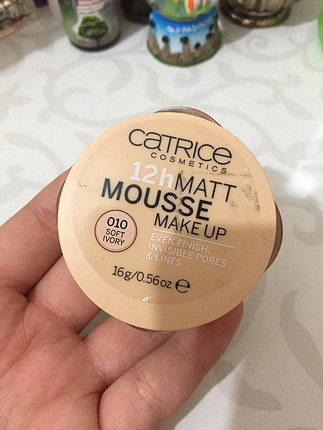 CATRICE
COSMETICS
12h MATT
MOUSSE
MAKE UP
010
SOFT
IVORY
EVEN FINISH,
INVISIBLE PORES
& LINES
16g/0.56oz e